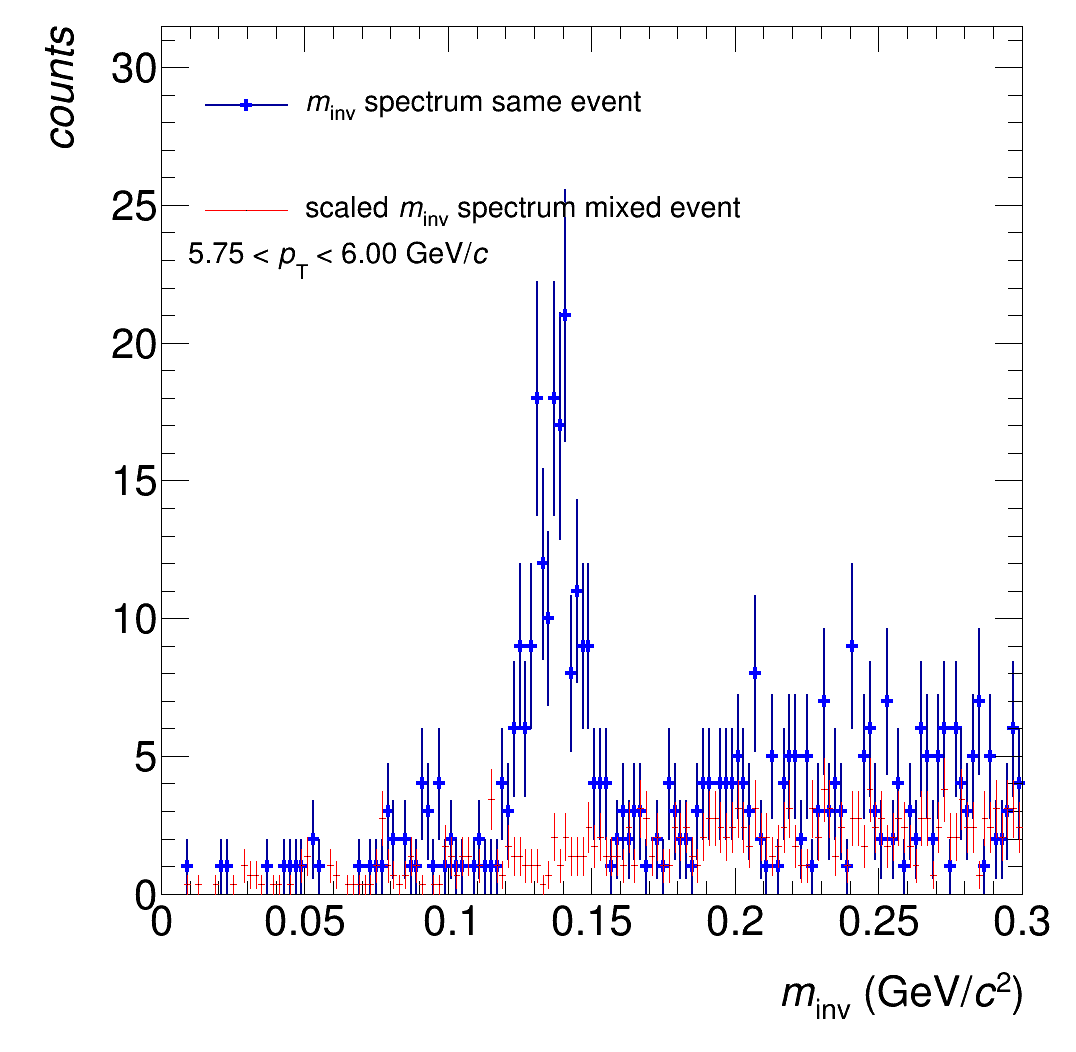 counts
30
25
20
15
10
5
0
m_inv spectrum same event
scaled m_inv spectrum mixed event
5.75 < p_T < 6.00 GeV/c
0 0.05 0.1 0.15 0.2 0.25 0.3
m_inv (GeV/c²)